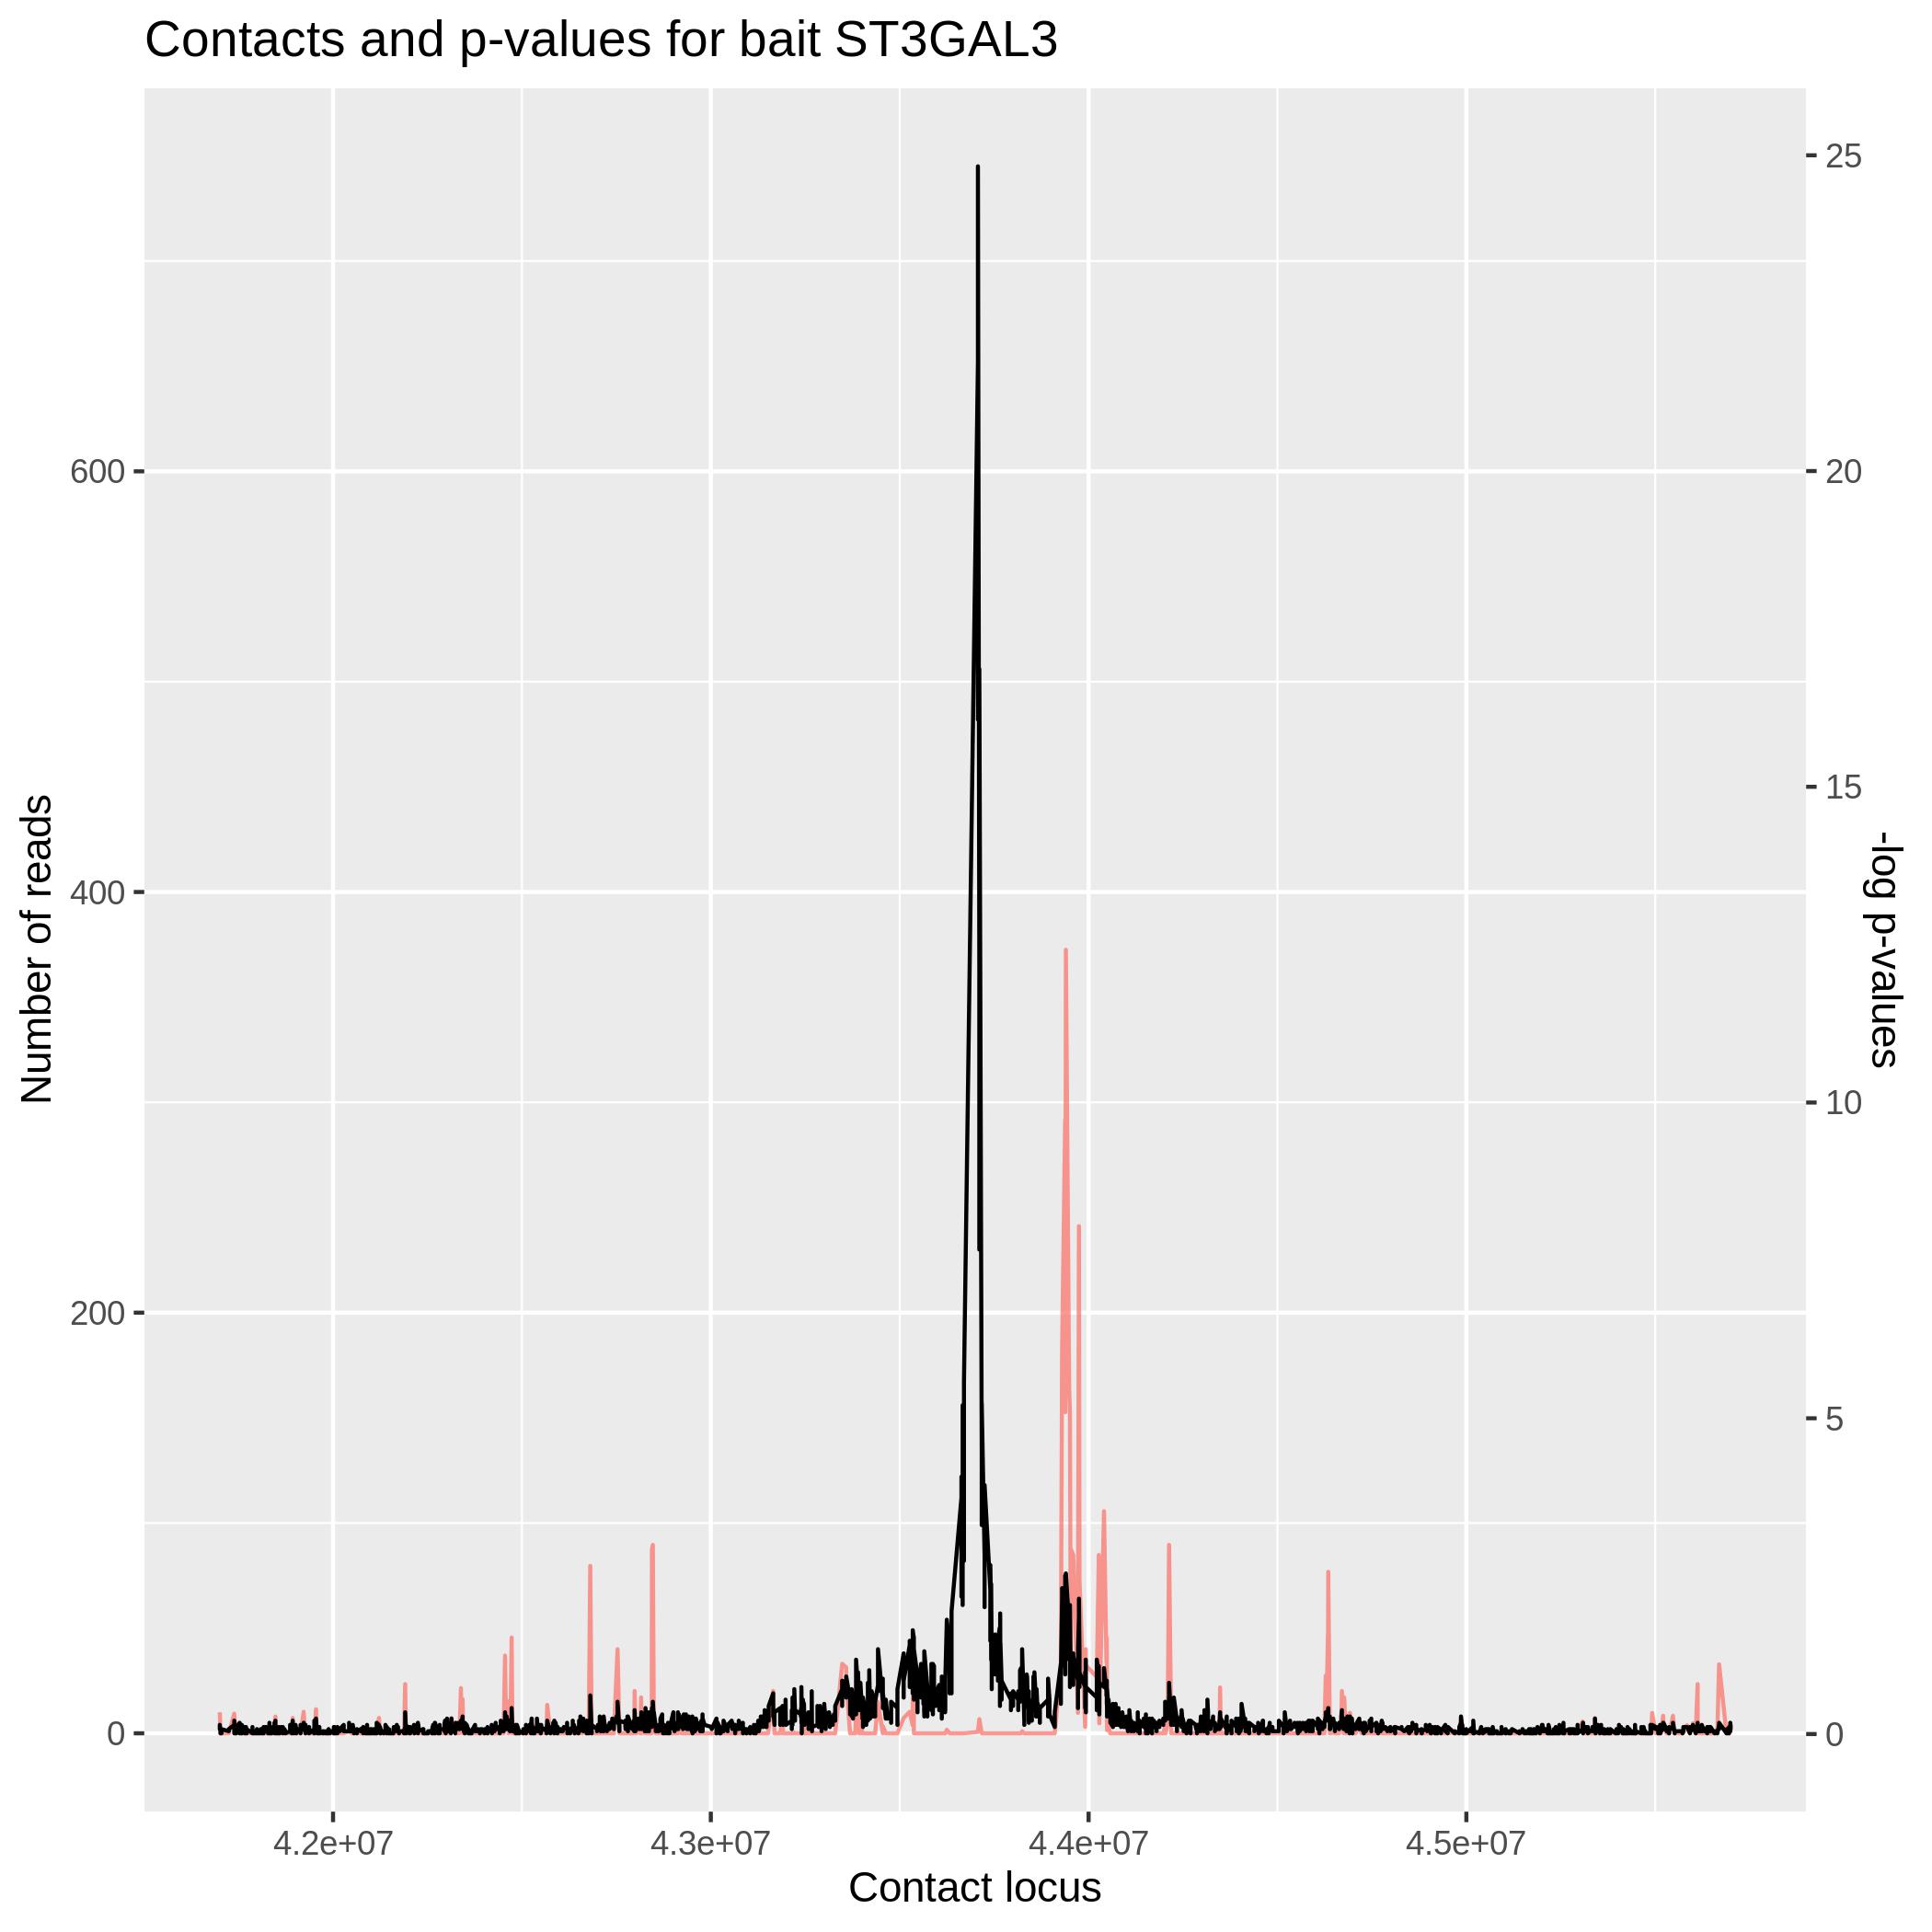 Contacts and p-values for bait ST3GAL3
Number of reads
600
400
200
0
25
20
15
10
5
0
-log p-values
4.2e+07 4.3e+07 4.4e+07 4.5e+07
Contact locus